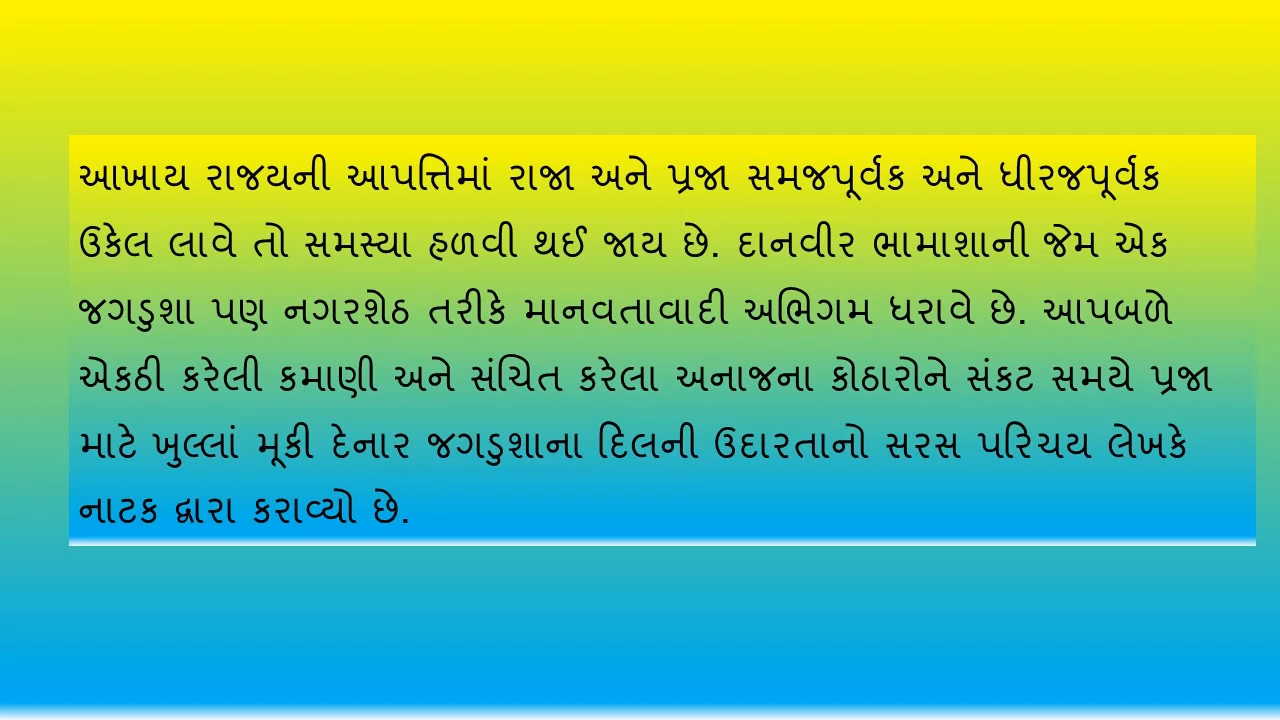 આખાય રાજયની આપત્તિમાં રાજા અને પ્રજા સમજપૂર્વક અને ધીરજપૂર્વક
ઉકેલ લાવે તો સમસ્યા હળવી થઈ જાય છે. દાનવીર ભામાશાની જેમ એક
જગડુશા પણ નગરશેઠ તરીકે માનવતાવાદી અભિગમ ધરાવે છે. આપબળે
એકઠી કરેલી કમાણી અને સંચિત કરેલા અનાજના કોઠારોને સંકટ સમયે પ્રજા
માટે ખુલ્લાં મૂકી દેનાર જગડુશાના દિલની ઉદારતાનો સરસ પરિચય લેખકે
નાટક દ્વારા કરાવ્યો છે.